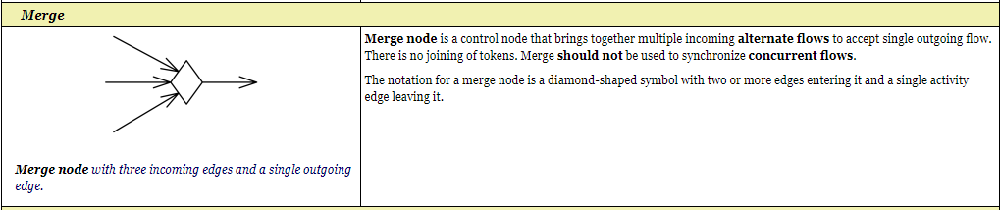 Merge
Merge node is a control node that brings together multiple incoming alternate flows to accept single outgoing flow.
There is no joining of tokens. Merge should not be used to synchronize concurrent flows.
The notation for a merge node is a diamond-shaped symbol with two or more edges entering it and a single activity
edge leaving it.
Merge node with three incoming edges and a single outgoing
edge.